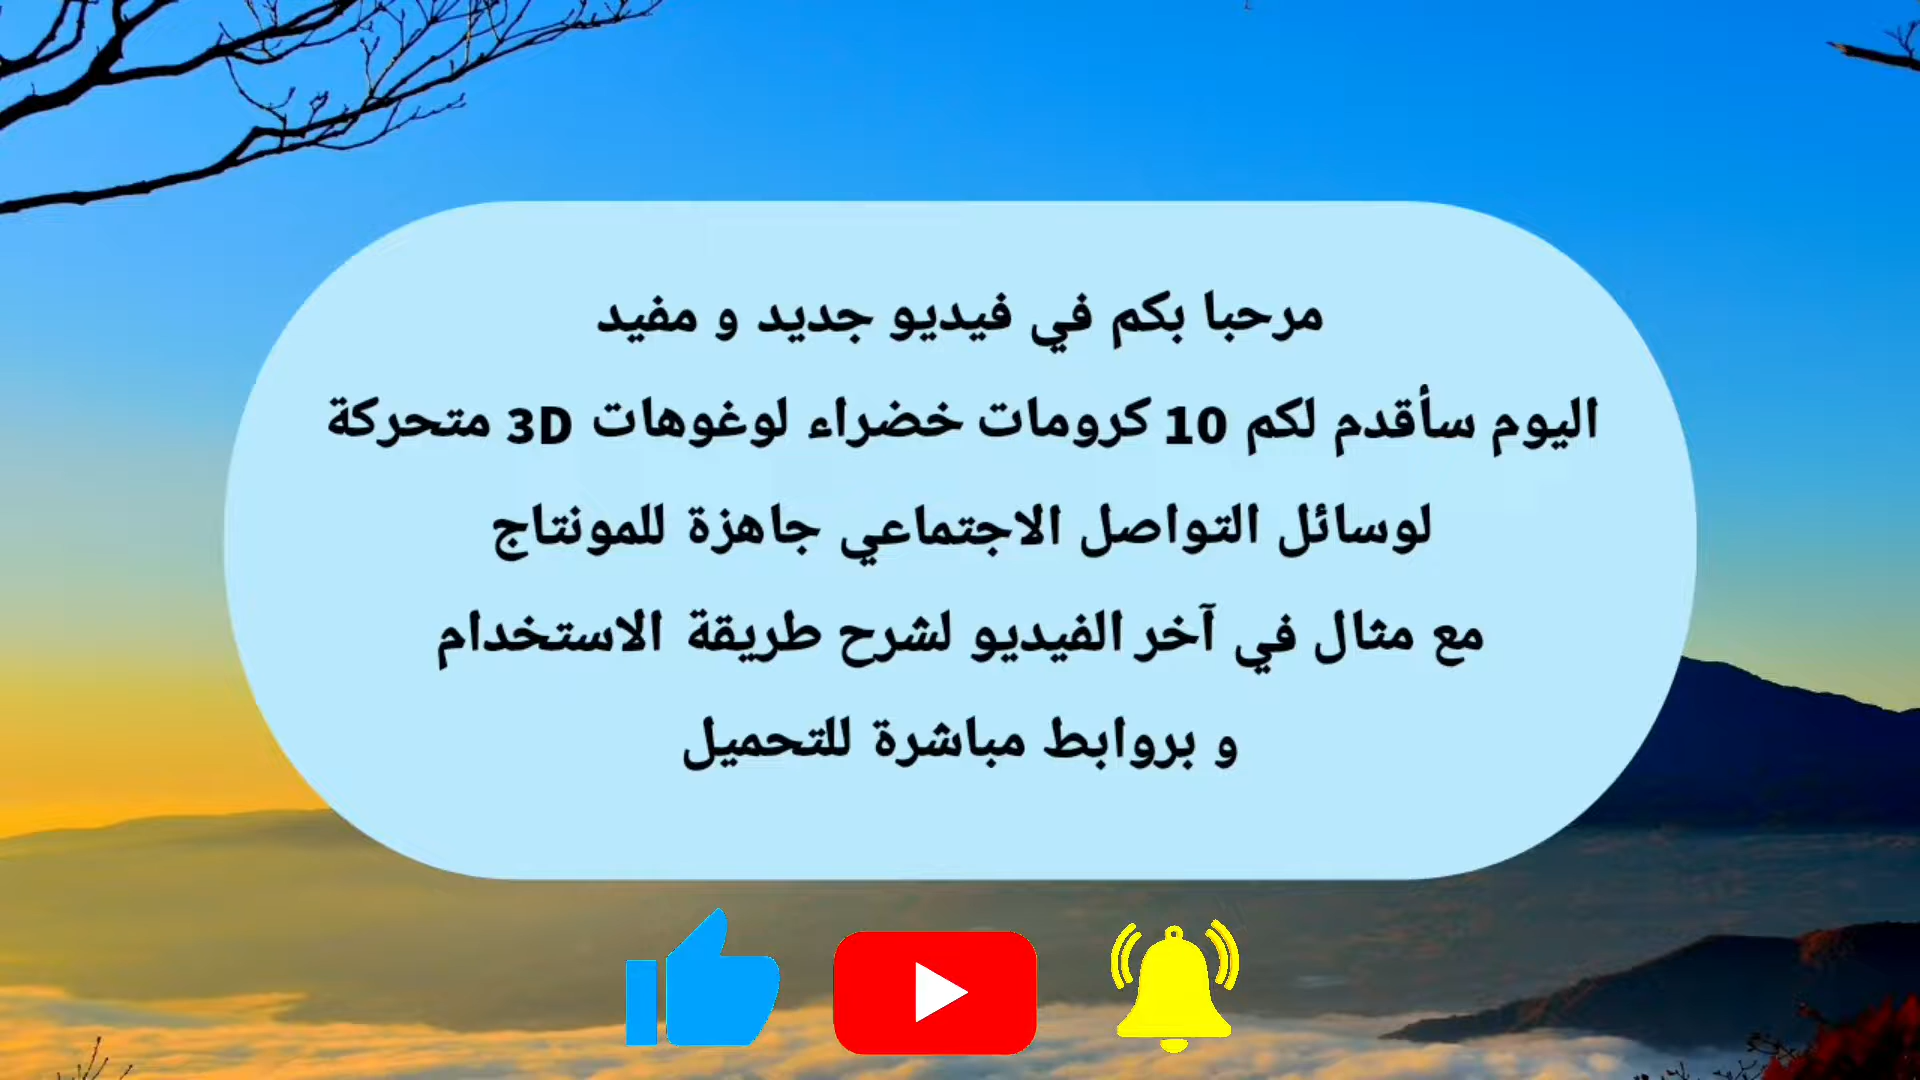 مرحبا بكم في فيديو جديد و مفيد
اليوم سأقدم لكم 10 كرومات خضراء لوغوهات 3D متحركة
لوسائل التواصل الاجتماعي جاهزة للمونتاج
مع مثال في آخر الفيديو لشرح طريقة الاستخدام
و بروابط مباشرة للتحميل